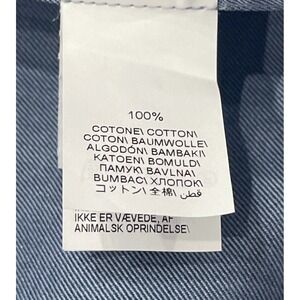 100%
COTONE\ COTTON\
COTON\ BAUMWOLLE\
ALGODÓN\ BAMBAKI\
KATOEN\ BOMULD\
ПАМУК\ BAVLNA\
BUMBAC\ ХЛОПОК\
コットン\ 全棉\ قطن
IKKE ER VÆVEDE, AF
ANIMALSK OPRINDELSE\